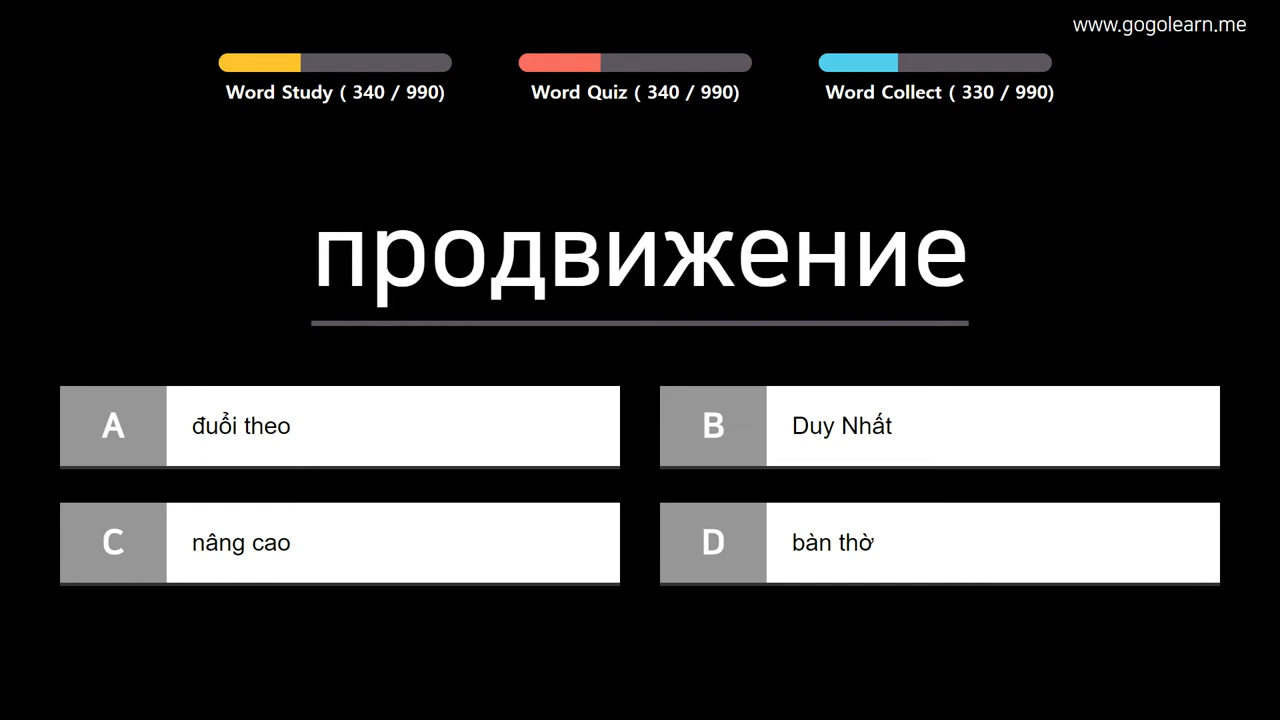 www.gogolearn.me
Word Study ( 340 / 990)
Word Quiz ( 340 / 990)
Word Collect ( 330 / 990)
продвижение
A
đuổi theo
B
Duy Nhất
C
nâng cao
D
bàn thờ